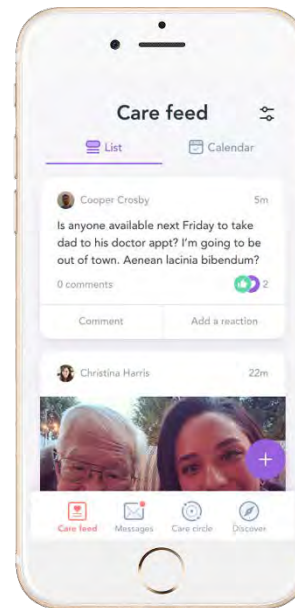 Care feed
List
Calendar
Cooper Crosby
5m
Is anyone available next Friday to take
dad to his doctor appt? I'm going to be
out of town. Aenean lacinia bibendum?
0 comments
2
Comment
Add a reaction
Christina Harris
22m
Care feed
Messages
Care circle
Discover